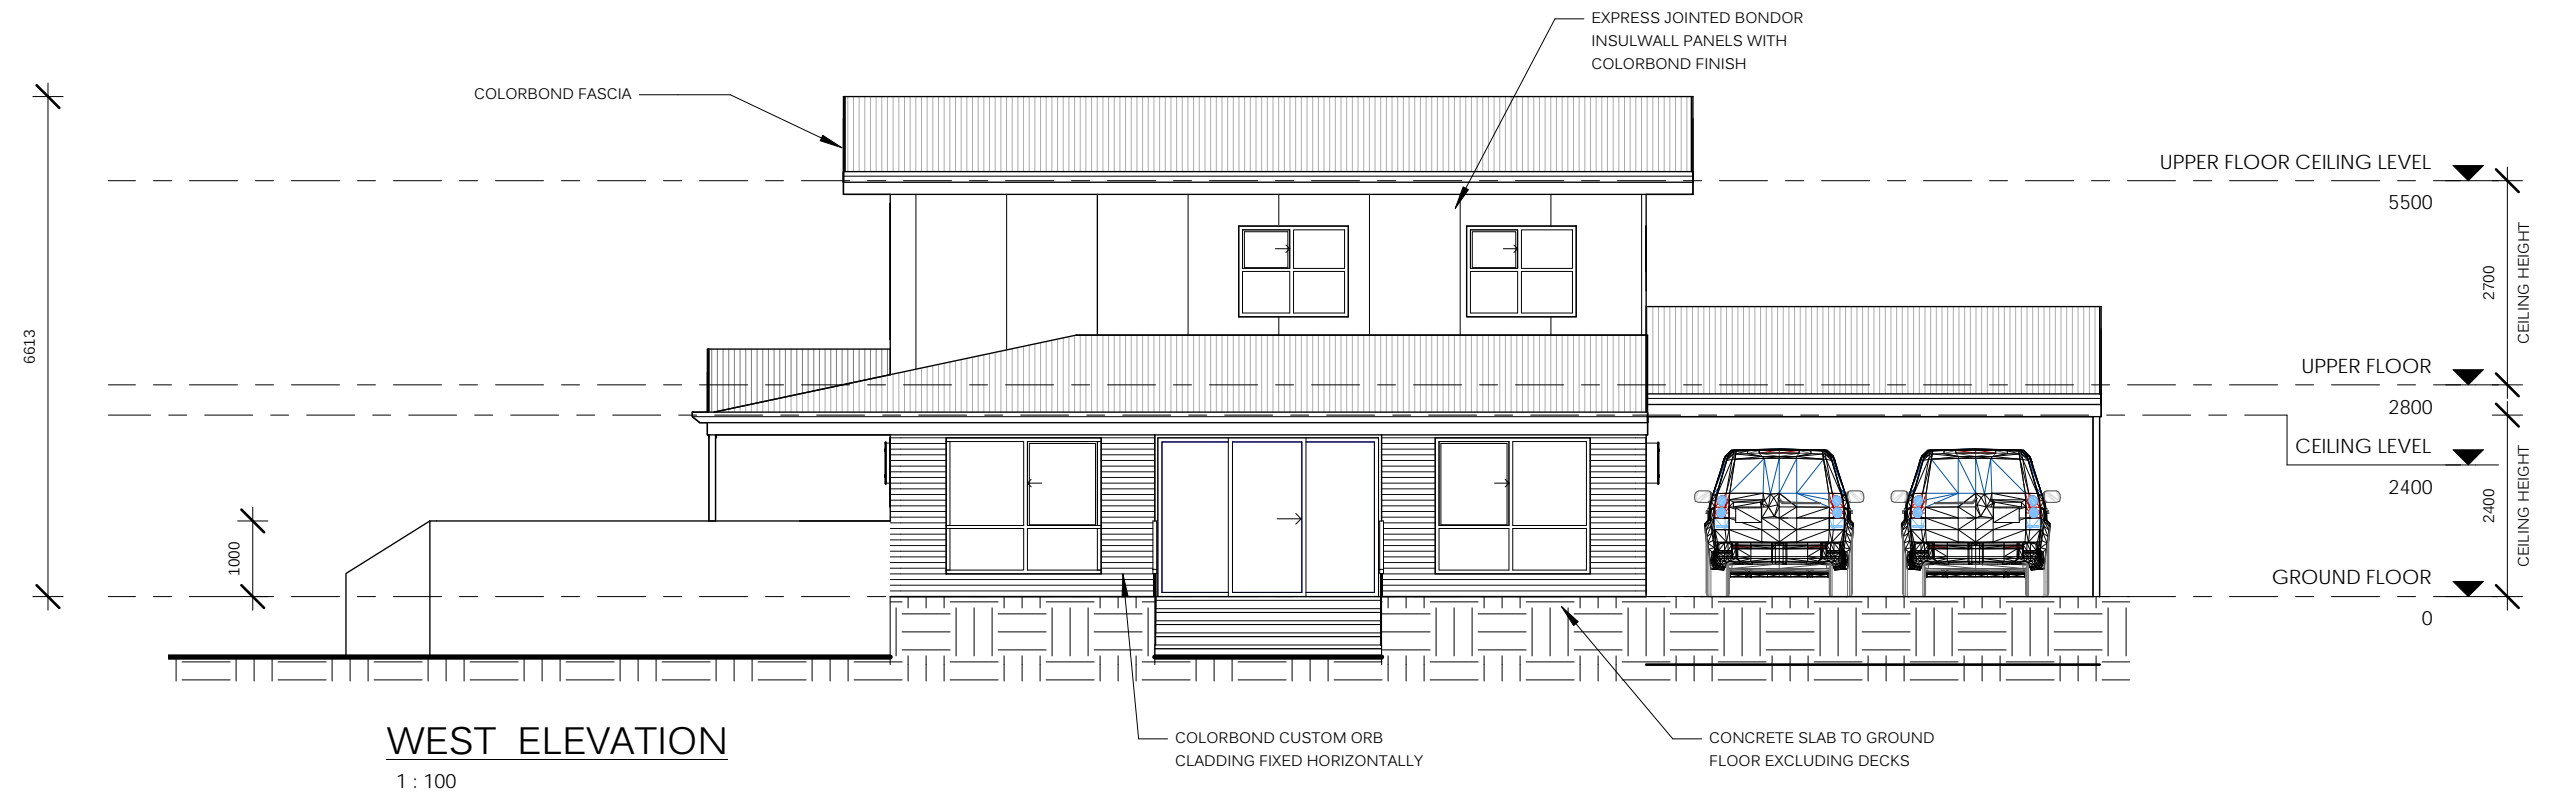 EXPRESS JOINTED BONDOR
INSULWALL PANELS WITH
COLORBOND FINISH
COLORBOND FASCIA
UPPER FLOOR CEILING LEVEL
5500
2700
CEILING HEIGHT
6613
UPPER FLOOR
2800
CEILING LEVEL
2400
2400
CEILING HEIGHT
1000
GROUND FLOOR
0
WEST ELEVATION
1 : 100
COLORBOND CUSTOM ORB
CLADDING FIXED HORIZONTALLY
CONCRETE SLAB TO GROUND
FLOOR EXCLUDING DECKS